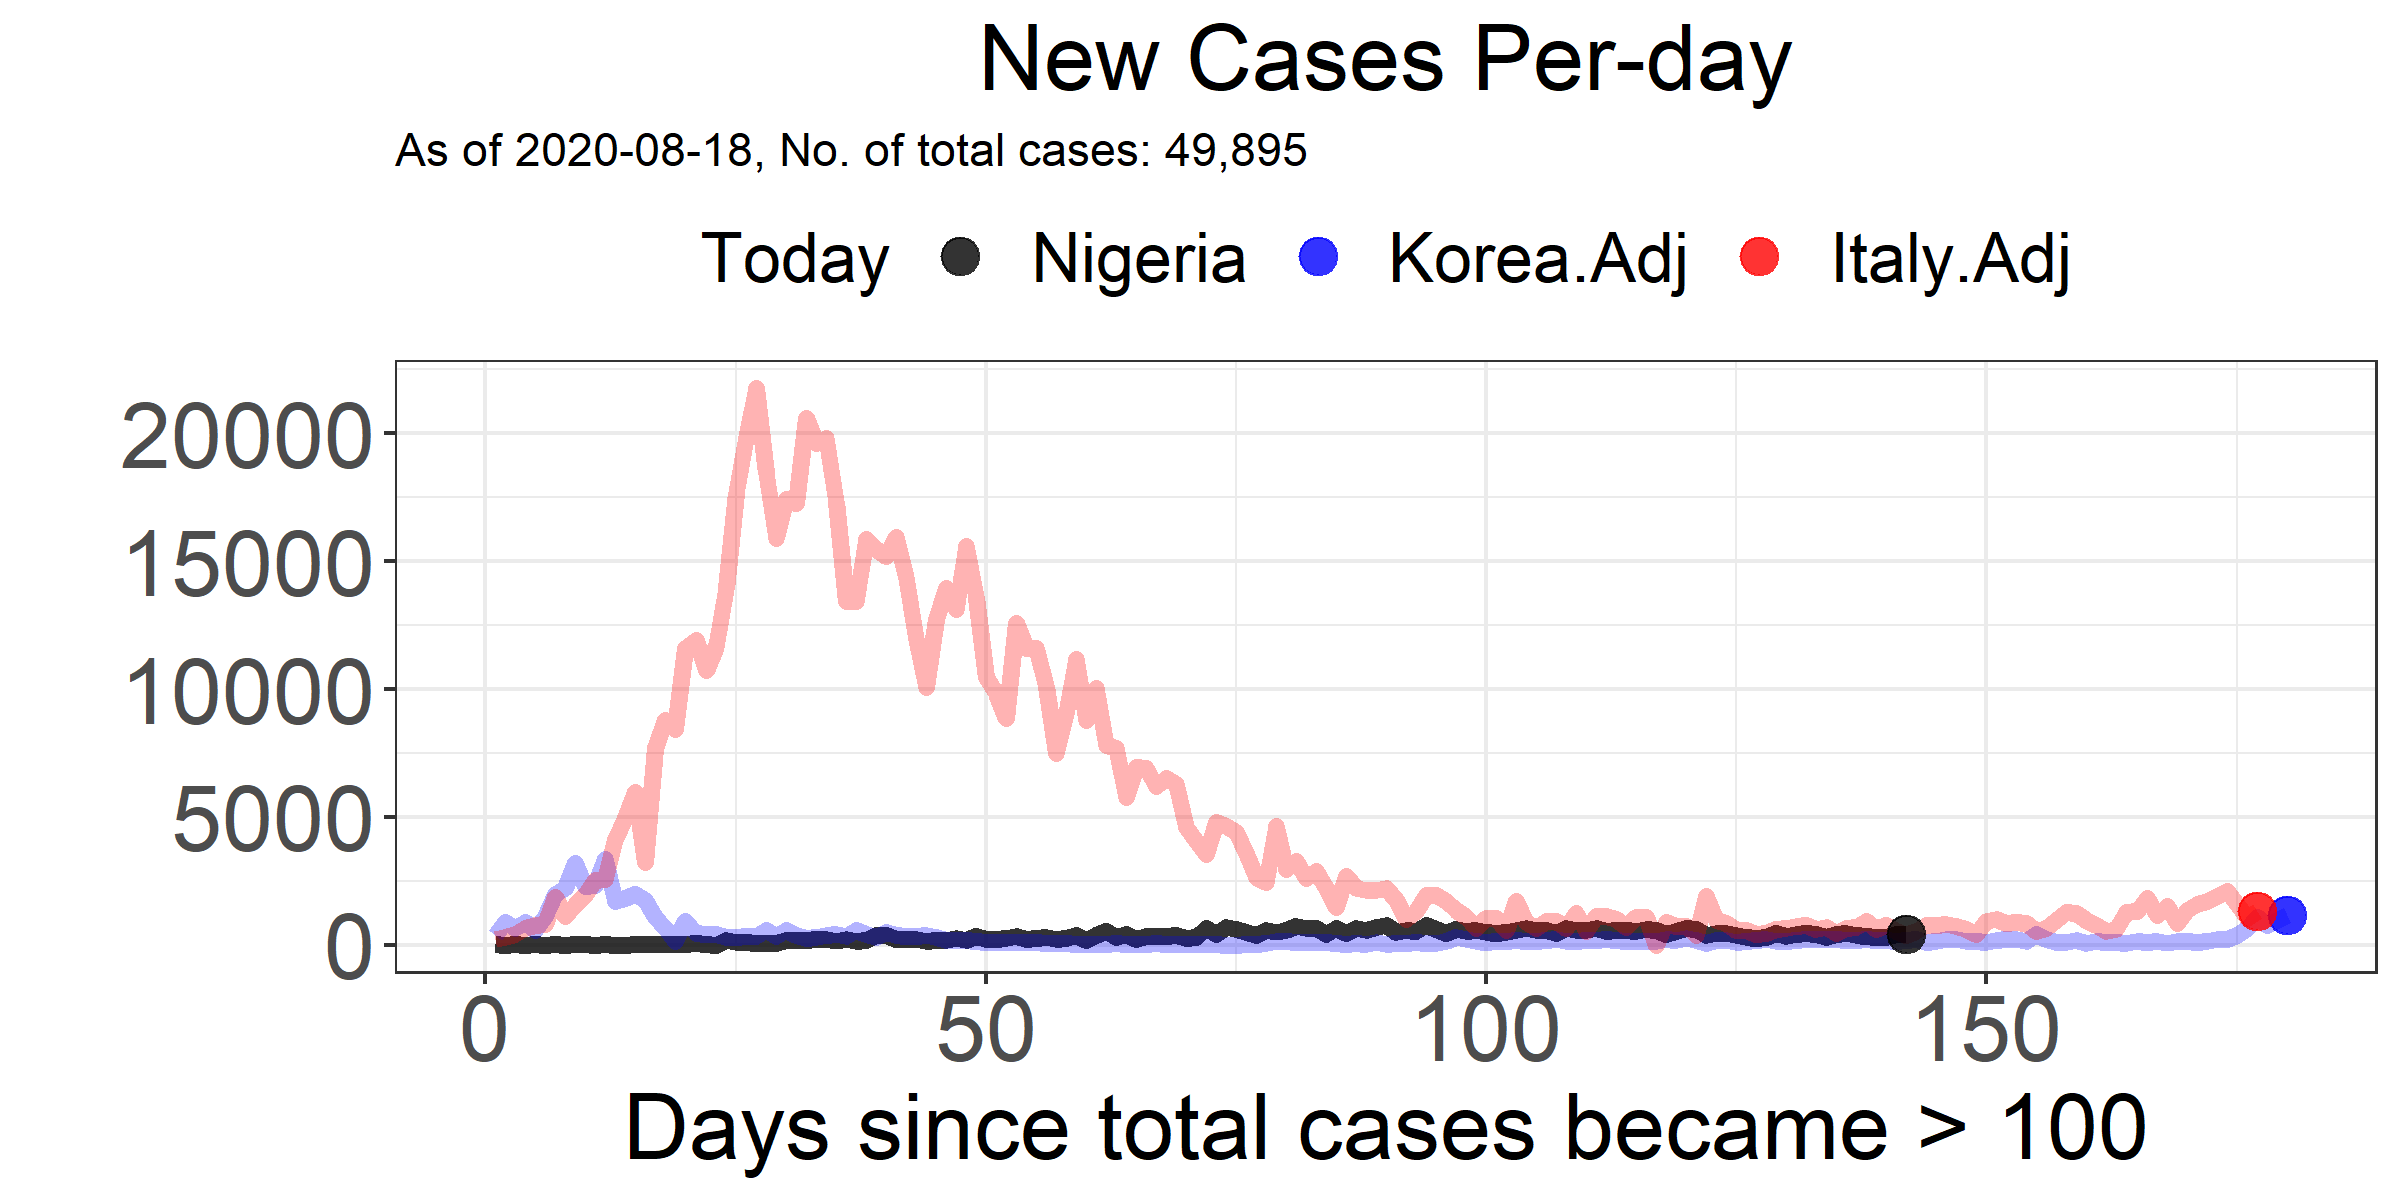 New Cases Per-day
As of 2020-08-18, No. of total cases: 49,895
Today Nigeria Korea.Adj Italy.Adj
20000
15000
10000
5000
0
0 50 100 150
Days since total cases became > 100